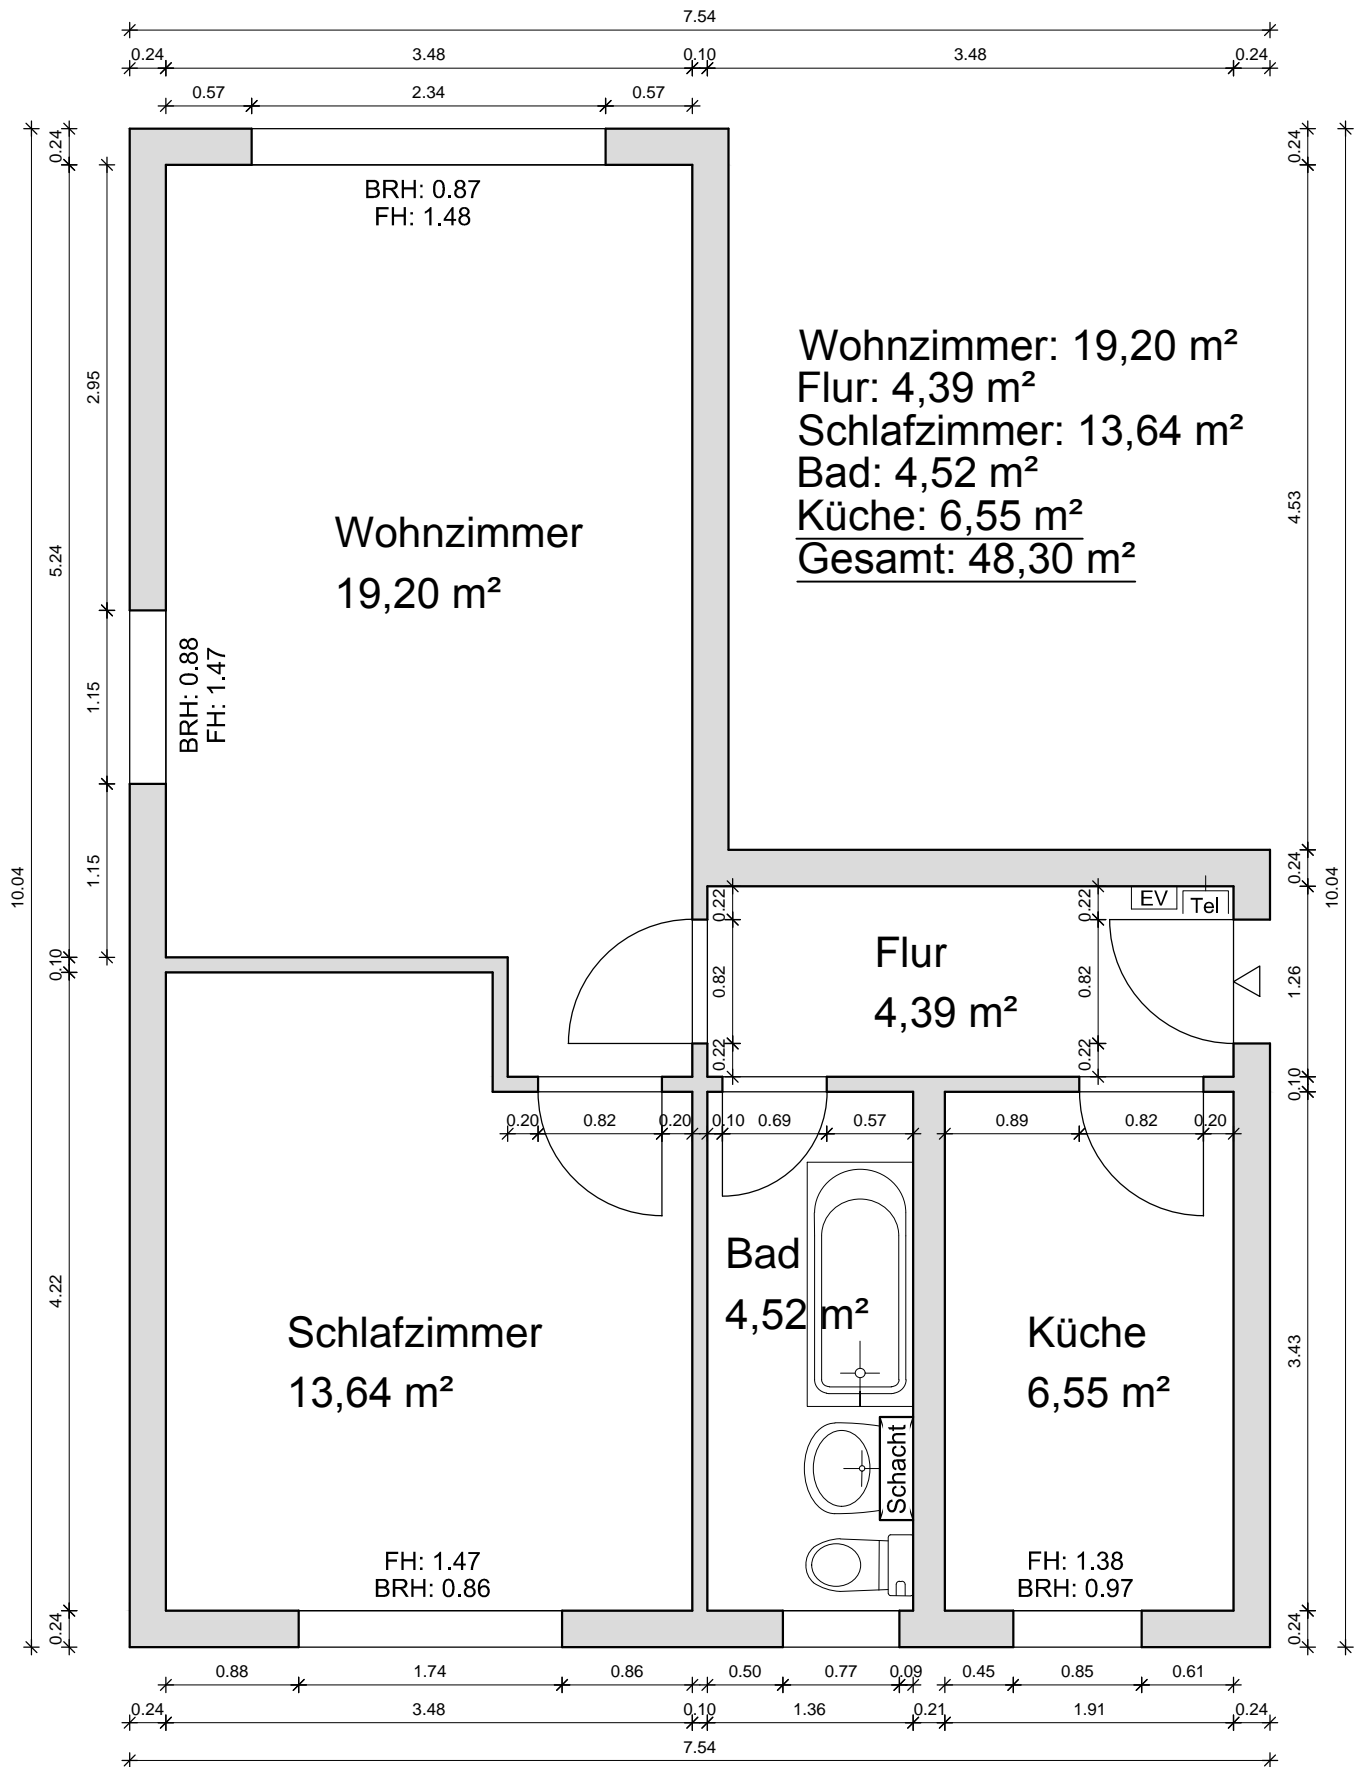 7.54
0.24 3.48 0.10 3.48 0.24
0.57 2.34 0.57
0.24
0.24
BRH: 0.87
FH: 1.48
Wohnzimmer: 19,20 m²
Flur: 4,39 m²
Schlafzimmer: 13,64 m²
Bad: 4,52 m²
Küche: 6,55 m²
Gesamt: 48,30 m²
2.95
4.53
5.24
Wohnzimmer
19,20 m²
BRH: 0.88
FH: 1.47
1.15
1.15
10.04
0.10
0.24
10.04
1.26
0.10
EV
Tel
0.22
0.82
0.22
Flur
4,39 m²
0.22
0.82
0.22
0.20 0.82 0.20 0.10 0.69 0.57 0.89 0.82 0.20
4.22
3.43
Bad
4,52 m²
Schlafzimmer
13,64 m²
Küche
6,55 m²
Schacht
FH: 1.47
BRH: 0.86
FH: 1.38
BRH: 0.97
0.24
0.24
0.88 1.74 0.86 0.50 0.77 0.09 0.45 0.85 0.61
0.24 3.48 0.10 1.36 0.21 1.91 0.24
7.54